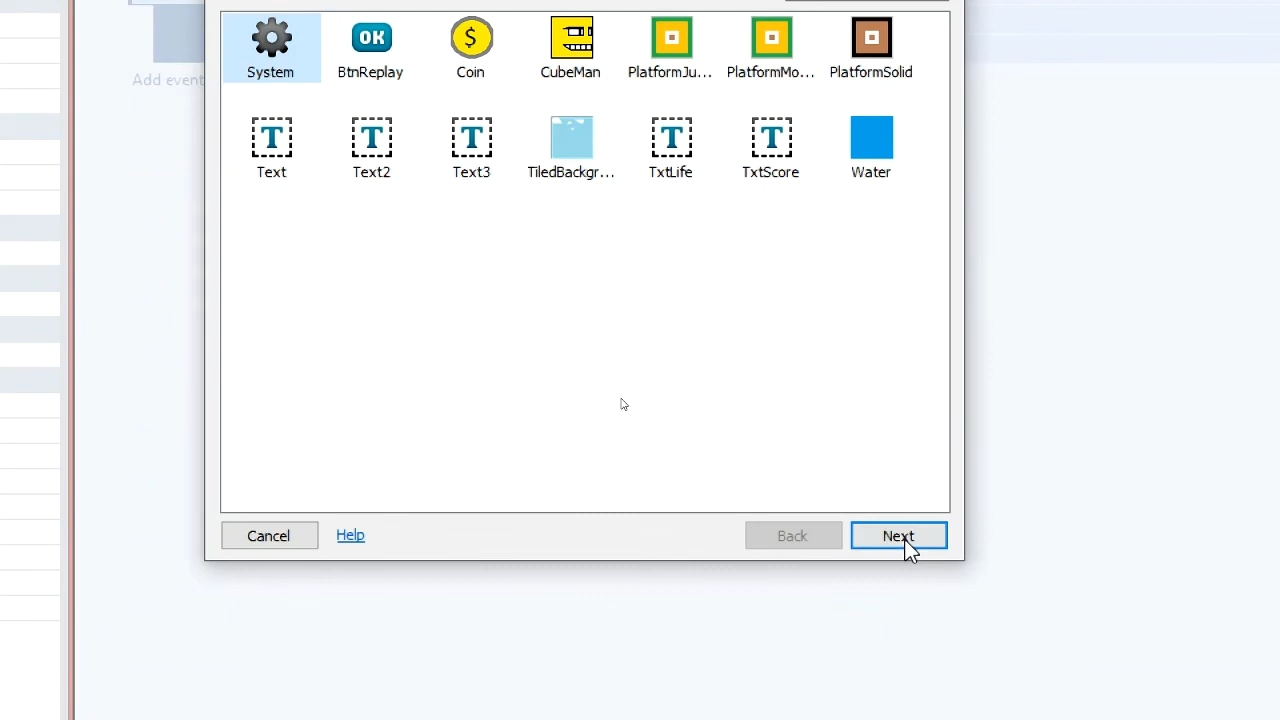 OK
$
System
BtnReplay
Coin
CubeMan
PlatformJu...
PlatformMo...
PlatformSolid
Add event
T
T
T
T
T
Text
Text2
Text3
TiledBackgr...
TxtLife
TxtScore
Water
Cancel
Help
Back
Next